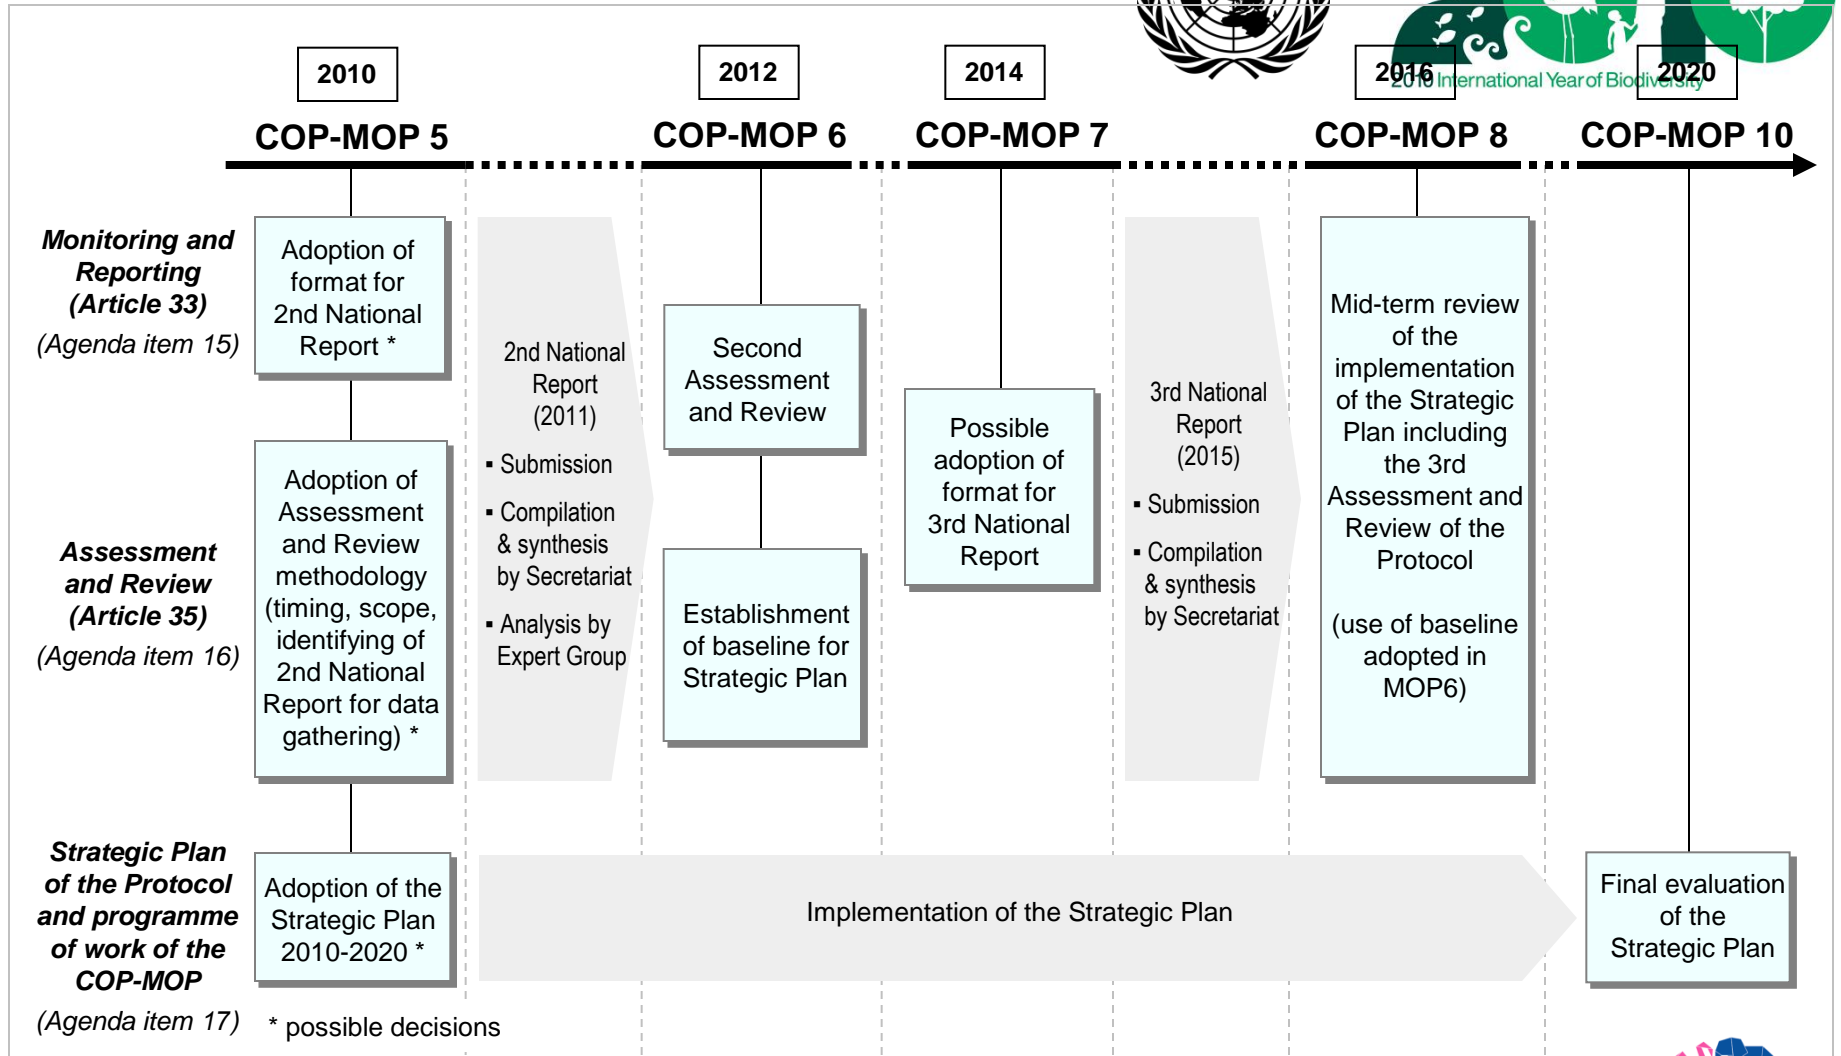 2010
2012
2014
2016
2020
2010 International Year of Biodiversity
COP-MOP 5
COP-MOP 6
COP-MOP 7
COP-MOP 8
COP-MOP 10
Monitoring and
Reporting
(Article 33)
(Agenda item 15)
Assessment
and Review
(Article 35)
(Agenda item 16)
Strategic Plan
of the Protocol
and programme
of work of the
COP-MOP
(Agenda item 17)
Adoption of
format for
2nd National
Report *
Adoption of
Assessment
and Review
methodology
(timing, scope,
identifying of
2nd National
Report for data
gathering) *
Adoption of the
Strategic Plan
2010-2020 *
* possible decisions
2nd National
Report
(2011)
▪ Submission
▪ Compilation
& synthesis
by Secretariat
▪ Analysis by
Expert Group
Second
Assessment
and Review
Establishment
of baseline for
Strategic Plan
Possible
adoption of
format for
3rd National
Report
3rd National
Report
(2015)
▪ Submission
▪ Compilation
& synthesis
by Secretariat
Mid-term review
of the
implementation
of the Strategic
Plan including
the 3rd
Assessment and
Review of the
Protocol
(use of baseline
adopted in
MOP6)
Implementation of the Strategic Plan
Final evaluation
of the
Strategic Plan